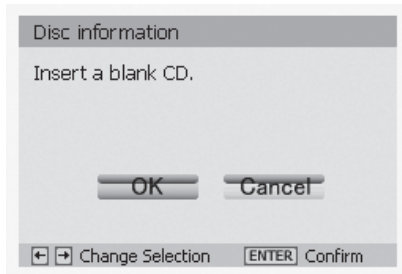 Disc information
Insert a blank CD.
OK Cancel
← → Change Selection ENTER Confirm